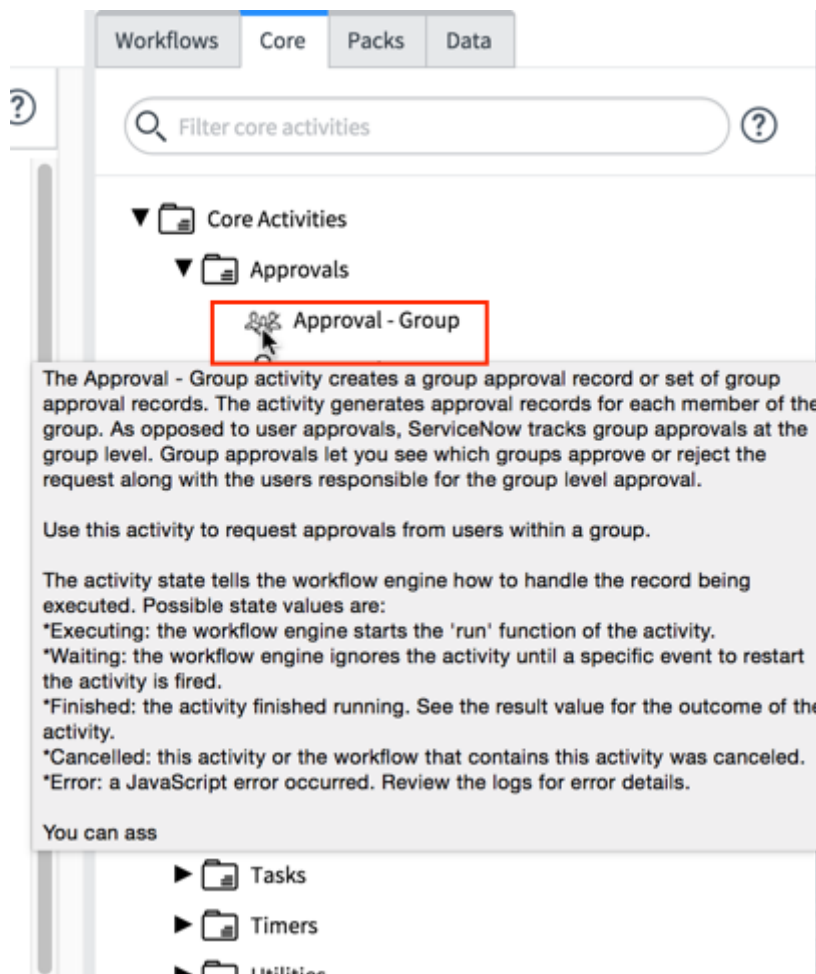 Workflows Core Packs Data
Filter core activities
Core Activities
Approvals
Approval - Group
The Approval - Group activity creates a group approval record or set of group
approval records. The activity generates approval records for each member of the
group. As opposed to user approvals, ServiceNow tracks group approvals at the
group level. Group approvals let you see which groups approve or reject the
request along with the users responsible for the group level approval.
Use this activity to request approvals from users within a group.
The activity state tells the workflow engine how to handle the record being
executed. Possible state values are:
*Executing: the workflow engine starts the 'run' function of the activity.
*Waiting: the workflow engine ignores the activity until a specific event to restart
the activity is fired.
*Finished: the activity finished running. See the result value for the outcome of the
activity.
*Cancelled: this activity or the workflow that contains this activity was canceled.
*Error: a JavaScript error occurred. Review the logs for error details.
You can ass
Tasks
Timers
Utilities